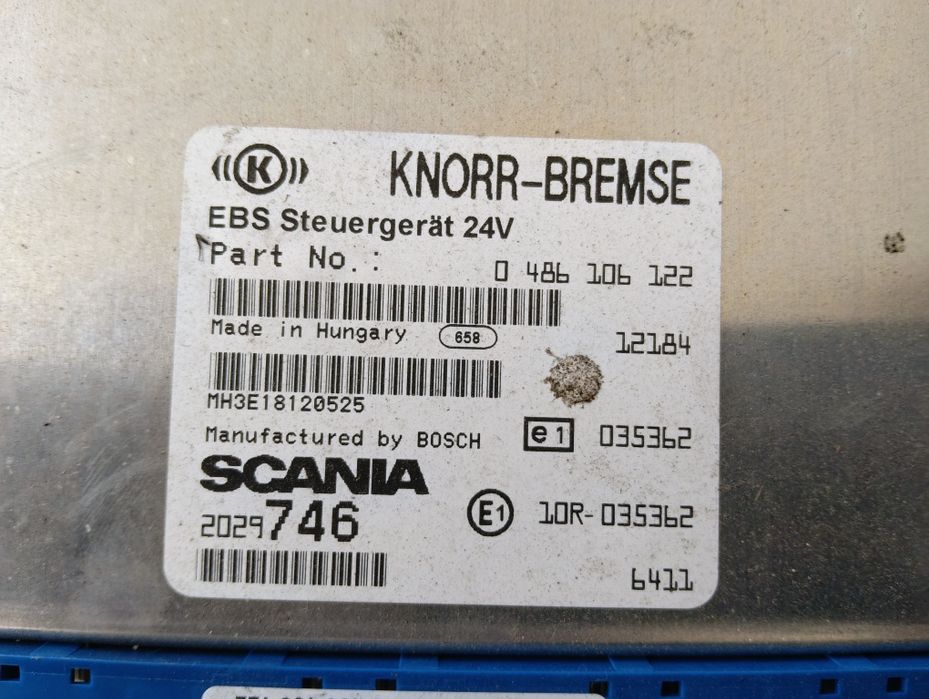 K KNORR-BREMSE
EBS Steuergerät 24V
Part No.: 0 486 106 122
Made in Hungary 658 12184
MH3E18120525
Manufactured by BOSCH e1 035362
SCANIA
2029746 E1 10R-035362
6411